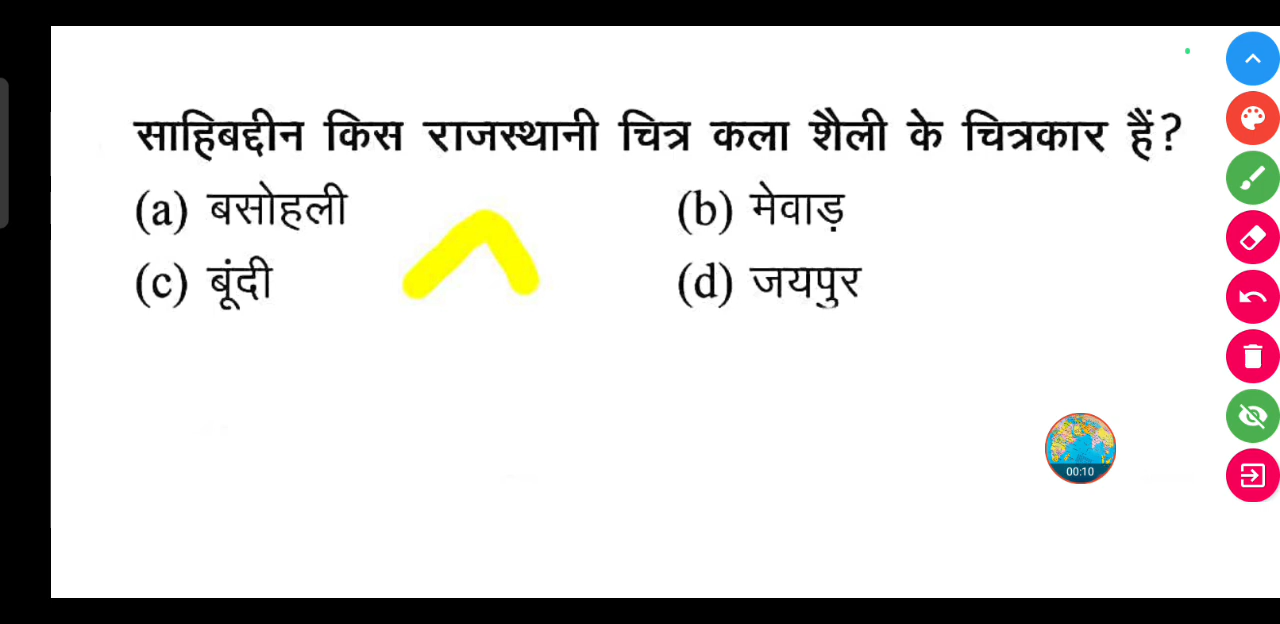 साहिबद्दीन किस राजस्थानी चित्र कला शैली के चित्रकार हैं?
(a) बसोहली (b) मेवाड़
(c) बूंदी (d) जयपुर
00:10